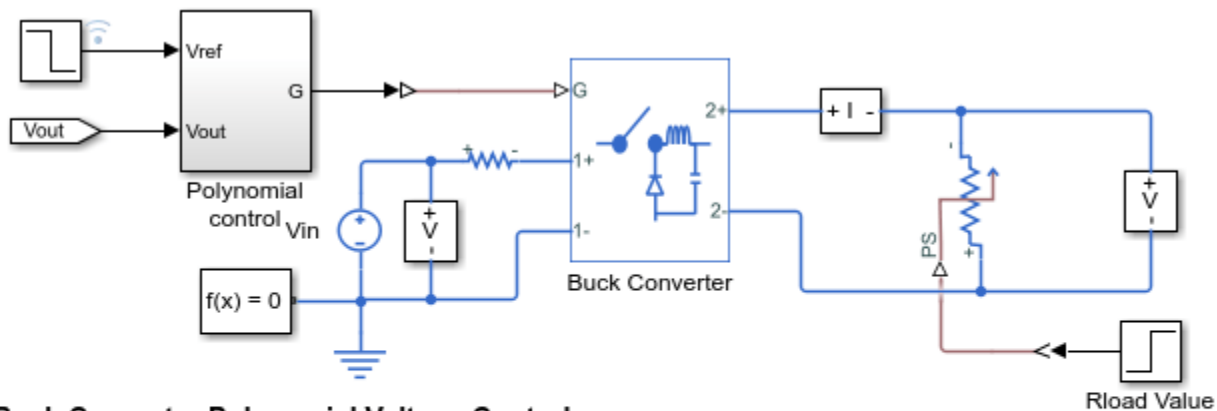 Vref
Vout
Vout
G
Polynomial
control
G
1+
1-
2+
2-
Buck Converter
+ I -
+ -
Vin
+
-
+
V
-
f(x) = 0
-
+
PS
+
V
-
Rload Value